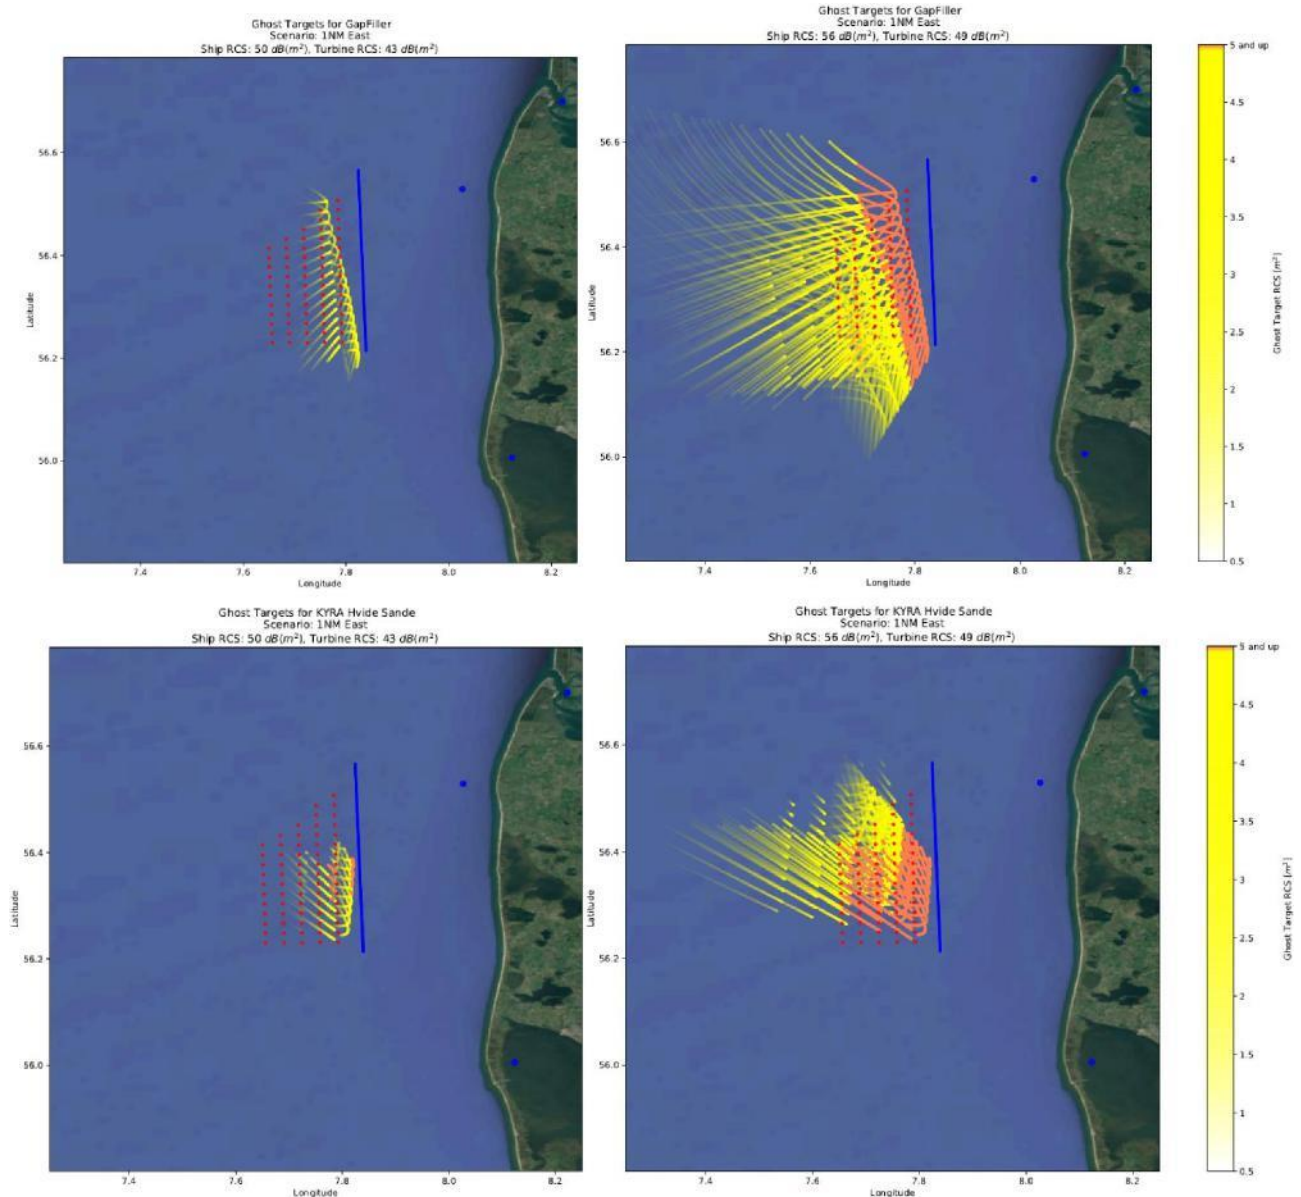 Ghost Targets for GapFiller
Scenario: 1NM East
Ship RCS: 50 dB(m²), Turbine RCS: 43 dB(m²)
56.6
56.4
56.2
56.0
Latitude
7.4
7.6
7.8
8.0
8.2
Longitude
Ghost Targets for GapFiller
Scenario: 1NM East
Ship RCS: 56 dB(m²), Turbine RCS: 49 dB(m²)
56.6
56.4
56.2
56.0
Latitude
7.4
7.6
7.8
8.0
8.2
Longitude
5 and up
4.5
4
3.5
3
2.5
2
1.5
1
0.5
Ghost Target RCS [m²]
Ghost Targets for KYRA Hvide Sande
Scenario: 1NM East
Ship RCS: 50 dB(m²), Turbine RCS: 43 dB(m²)
56.6
56.4
56.2
56.0
Latitude
7.4
7.6
7.8
8.0
8.2
Longitude
Ghost Targets for KYRA Hvide Sande
Scenario: 1NM East
Ship RCS: 56 dB(m²), Turbine RCS: 49 dB(m²)
56.6
56.4
56.2
56.0
Latitude
7.4
7.6
7.8
8.0
8.2
Longitude
5 and up
4.5
4
3.5
3
2.5
2
1.5
1
0.5
Ghost Target RCS [m²]